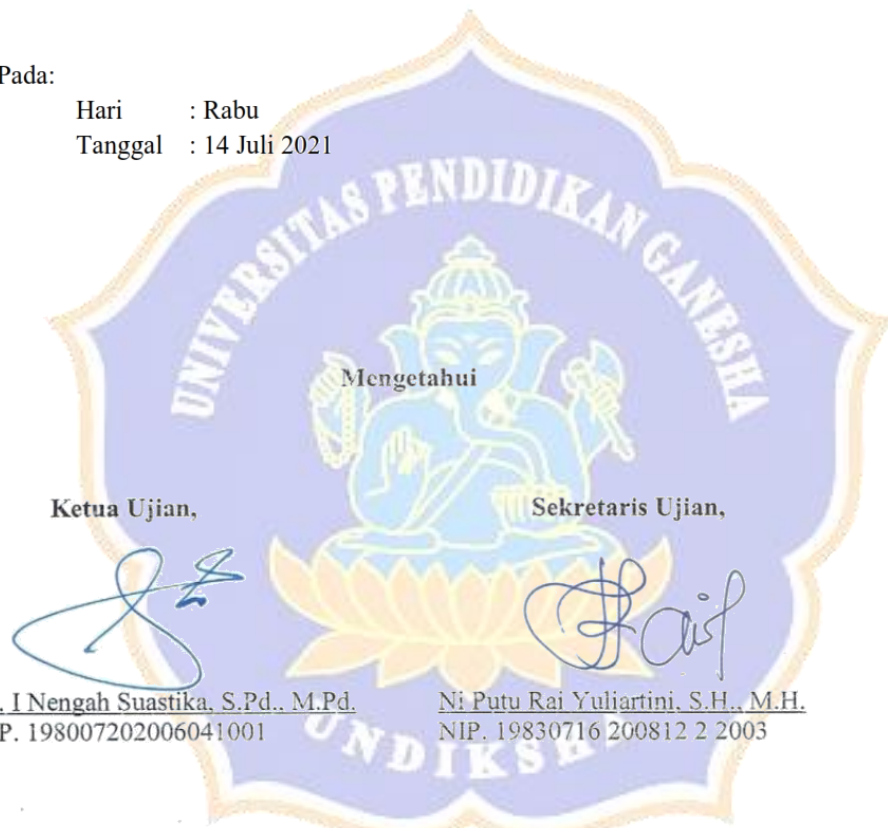 Pada:
Hari : Rabu
Tanggal : 14 Juli 2021
UNIVERSITAS PENDIDIKAN GANESHA
Mengetahui
Ketua Ujian, Sekretaris Ujian,
. I Nengah Suastika, S.Pd., M.Pd. Ni Putu Rai Yuliartini, S.H., M.H.
P. 198007202006041001 NIP. 19830716 200812 2 2003
UNDIKSHA